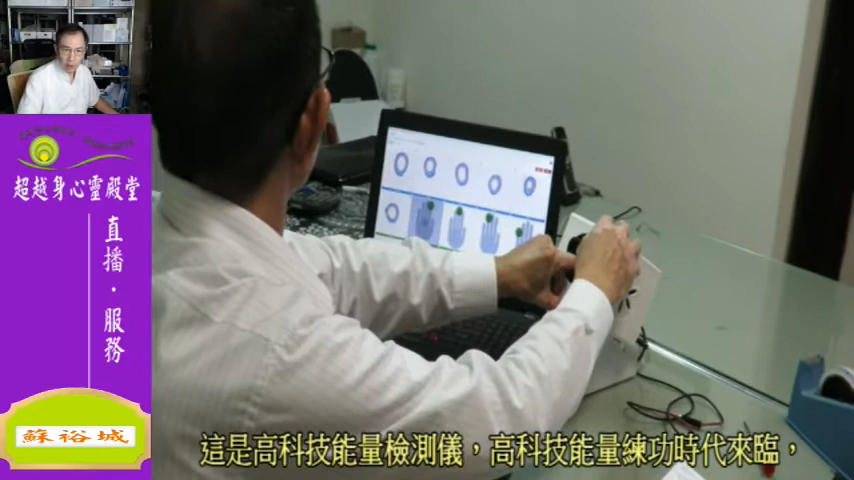 超越身心靈殿堂
直播·服務
蘇裕城
這是高科技能量檢測儀，高科技能量練功時代來臨，